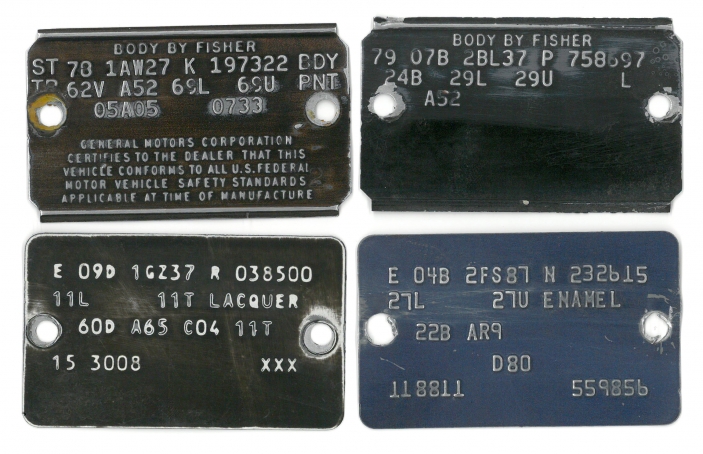 BODY BY FISHER
ST 78 1AW27 K 197322 BDY
TR 62V A52 69L 69U PNT
05A05 0733
GENERAL MOTORS CORPORATION
CERTIFIES TO THE DEALER THAT THIS
VEHICLE CONFORMS TO ALL U.S. FEDERAL
MOTOR VEHICLE SAFETY STANDARDS
APPLICABLE AT TIME OF MANUFACTURE
BODY BY FISHER
79 07B 2BL37 P 758697
24B 29L 29U L
A52
E 09D 1GZ37 R 038500
11L 11T LACQUER
60D A65 C04 11T
15 3008 XXX
E 04B 2FS87 N 232615
27L 27U ENAMEL
22B AR9
D80
118811 559856